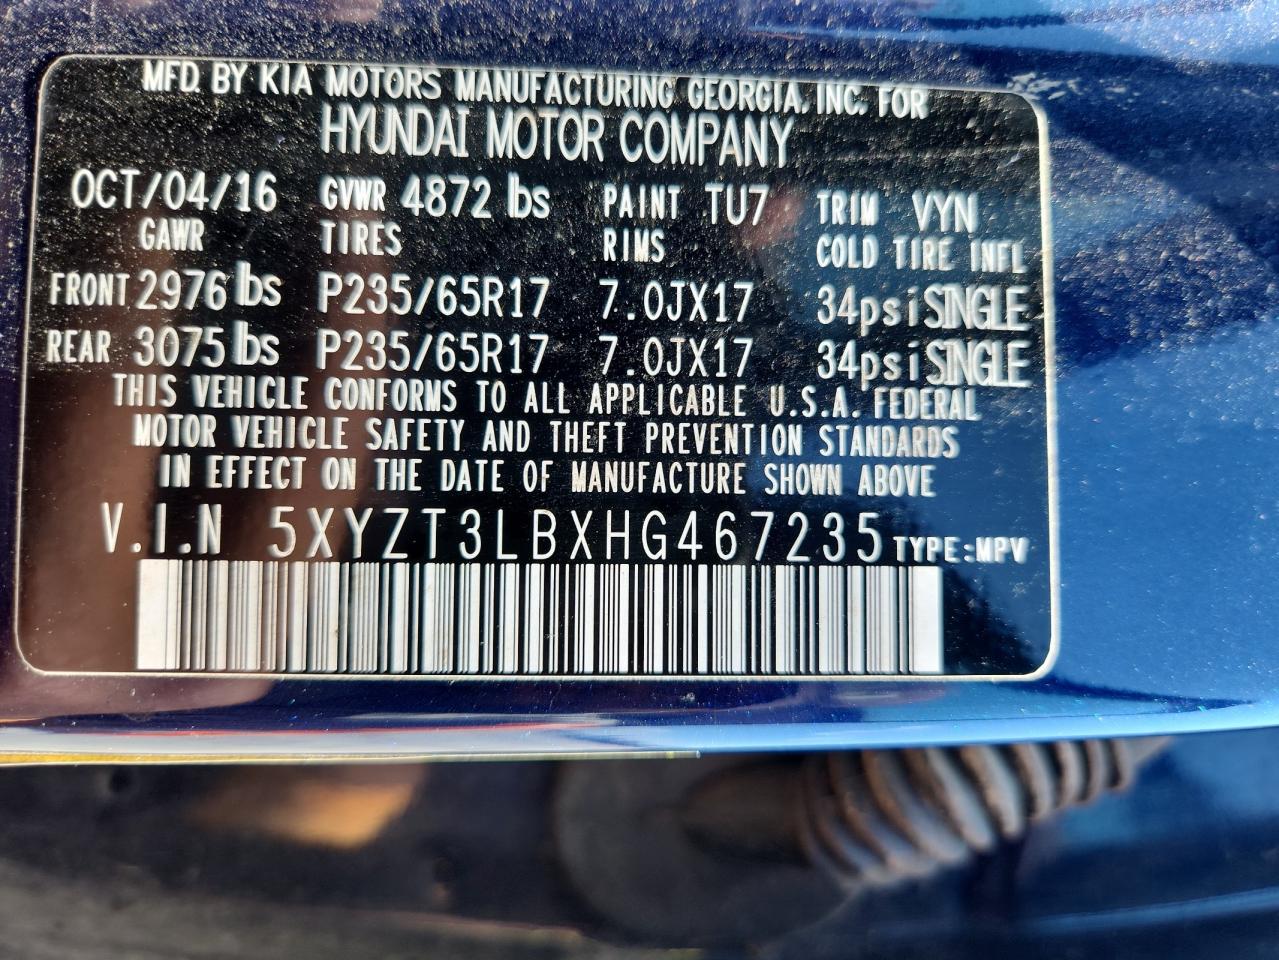 MFD. BY KIA MOTORS MANUFACTURING GEORGIA, INC. FOR
HYUNDAI MOTOR COMPANY
OCT/04/16 GVWR 4872 lbs PAINT TU7 TRIM VYN
GAWR TIRES RIMS COLD TIRE INFL
FRONT 2976 lbs P235/65R17 7.0JX17 34psi SINGLE
REAR 3075 lbs P235/65R17 7.0JX17 34psi SINGLE
THIS VEHICLE CONFORMS TO ALL APPLICABLE U.S.A. FEDERAL
MOTOR VEHICLE SAFETY AND THEFT PREVENTION STANDARDS
IN EFFECT ON THE DATE OF MANUFACTURE SHOWN ABOVE
V.I.N 5XYZT3LBXHG467235 TYPE:MPV